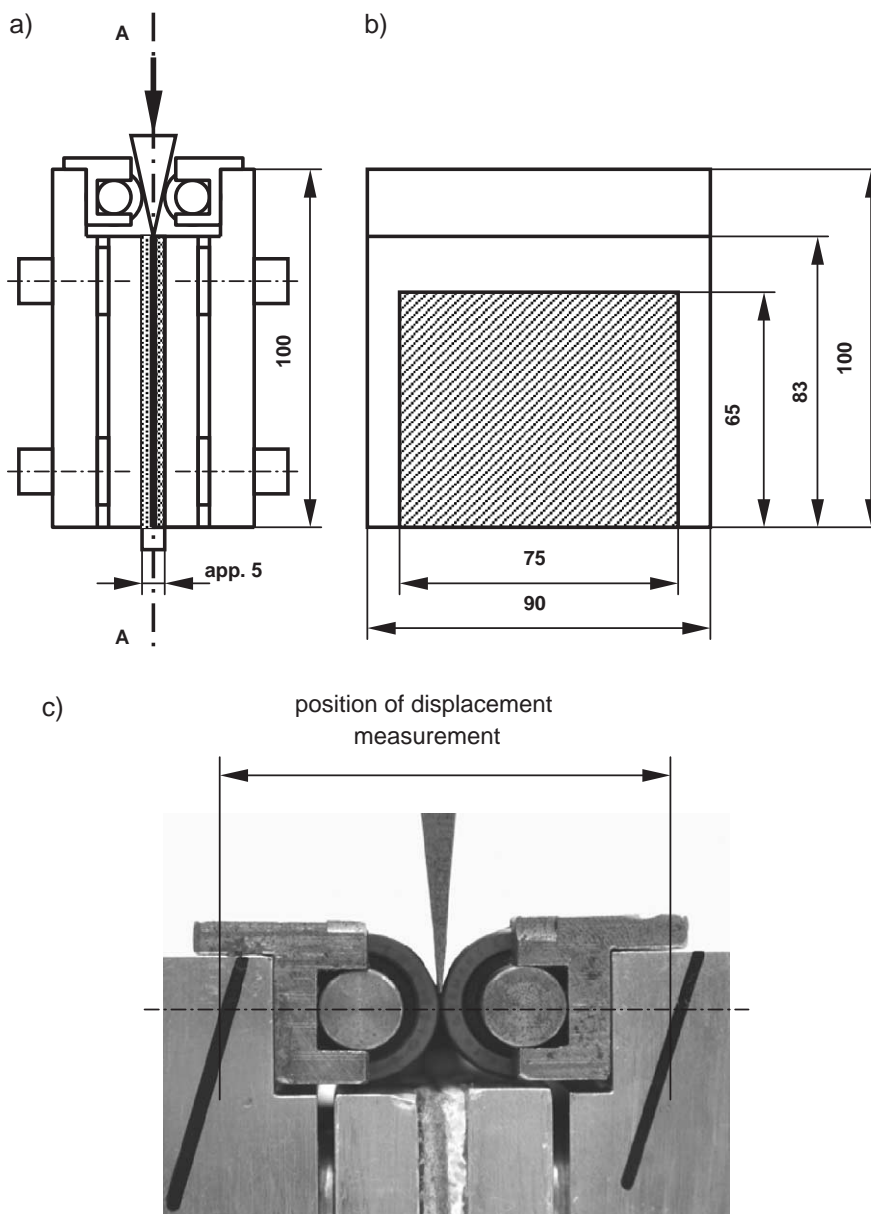 a)
A
100
app. 5
A
b)
65
83
100
75
90
c)
position of displacement
measurement